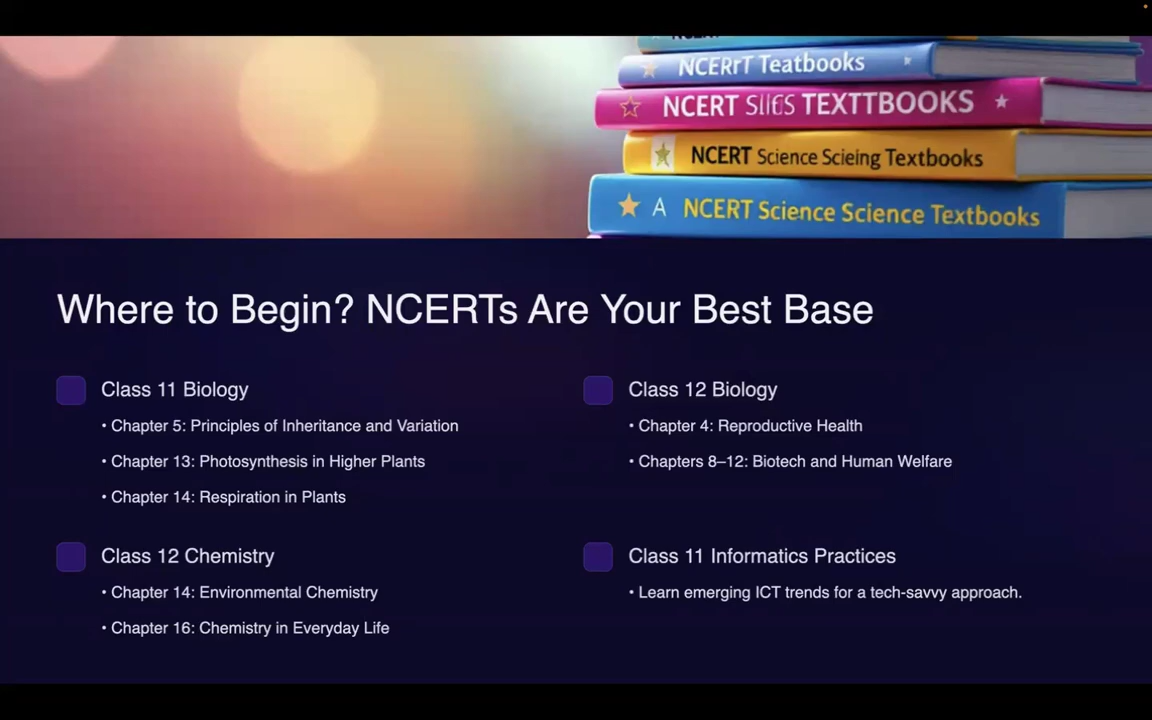 NCERrT Teatbooks
NCERT TEXTTBOOKS
NCERT Science Scieing Textbooks
A NCERT Science Science Textbooks
Where to Begin? NCERTs Are Your Best Base
Class 11 Biology
• Chapter 5: Principles of Inheritance and Variation
• Chapter 13: Photosynthesis in Higher Plants
• Chapter 14: Respiration in Plants
Class 12 Biology
• Chapter 4: Reproductive Health
• Chapters 8–12: Biotech and Human Welfare
Class 12 Chemistry
• Chapter 14: Environmental Chemistry
• Chapter 16: Chemistry in Everyday Life
Class 11 Informatics Practices
• Learn emerging ICT trends for a tech-savvy approach.